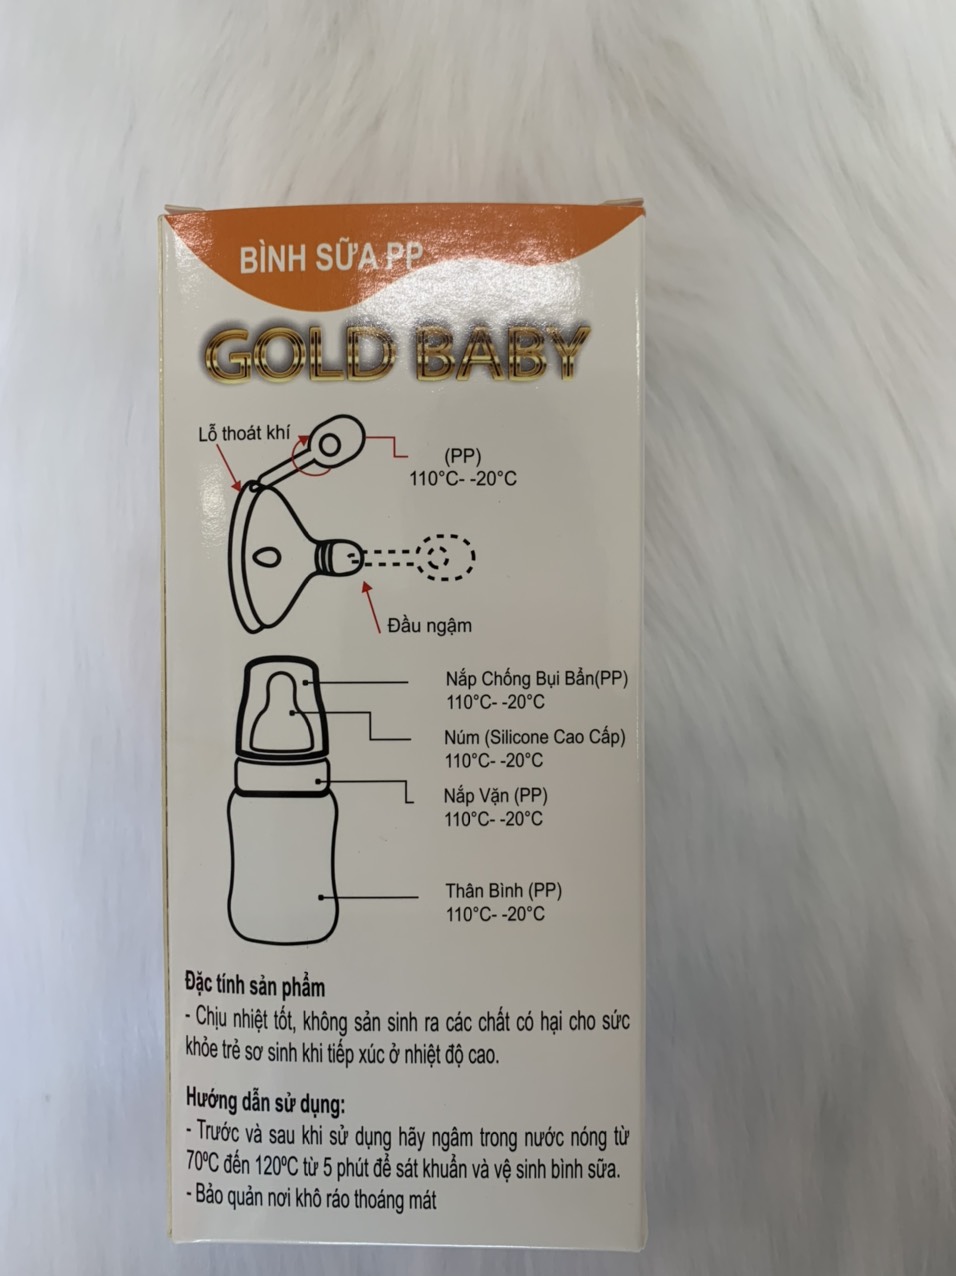 BÌNH SỮA PP
GOLD BABY
Lỗ thoát khí
(PP)
110°C- -20°C
Đầu ngậm
Nắp Chống Bụi Bẩn(PP)
110°C- -20°C
Núm (Silicone Cao Cấp)
110°C- -20°C
Nắp Vặn (PP)
110°C- -20°C
Thân Bình (PP)
110°C- -20°C
Đặc tính sản phẩm
- Chịu nhiệt tốt, không sản sinh ra các chất có hại cho sức
khỏe trẻ sơ sinh khi tiếp xúc ở nhiệt độ cao.
Hướng dẫn sử dụng:
- Trước và sau khi sử dụng hãy ngâm trong nước nóng từ
70ºC đến 120ºC từ 5 phút để sát khuẩn và vệ sinh bình sữa.
- Bảo quản nơi khô ráo thoáng mát